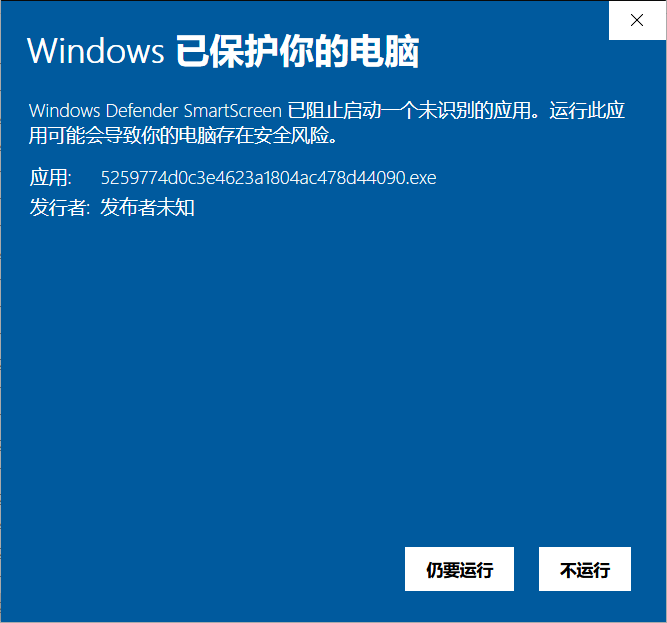 Windows 已保护你的电脑
Windows Defender SmartScreen 已阻止启动一个未识别的应用。运行此应
用可能会导致你的电脑存在安全风险。
应用: 5259774d0c3e4623a1804ac478d44090.exe
发行者: 发布者未知
仍要运行
不运行